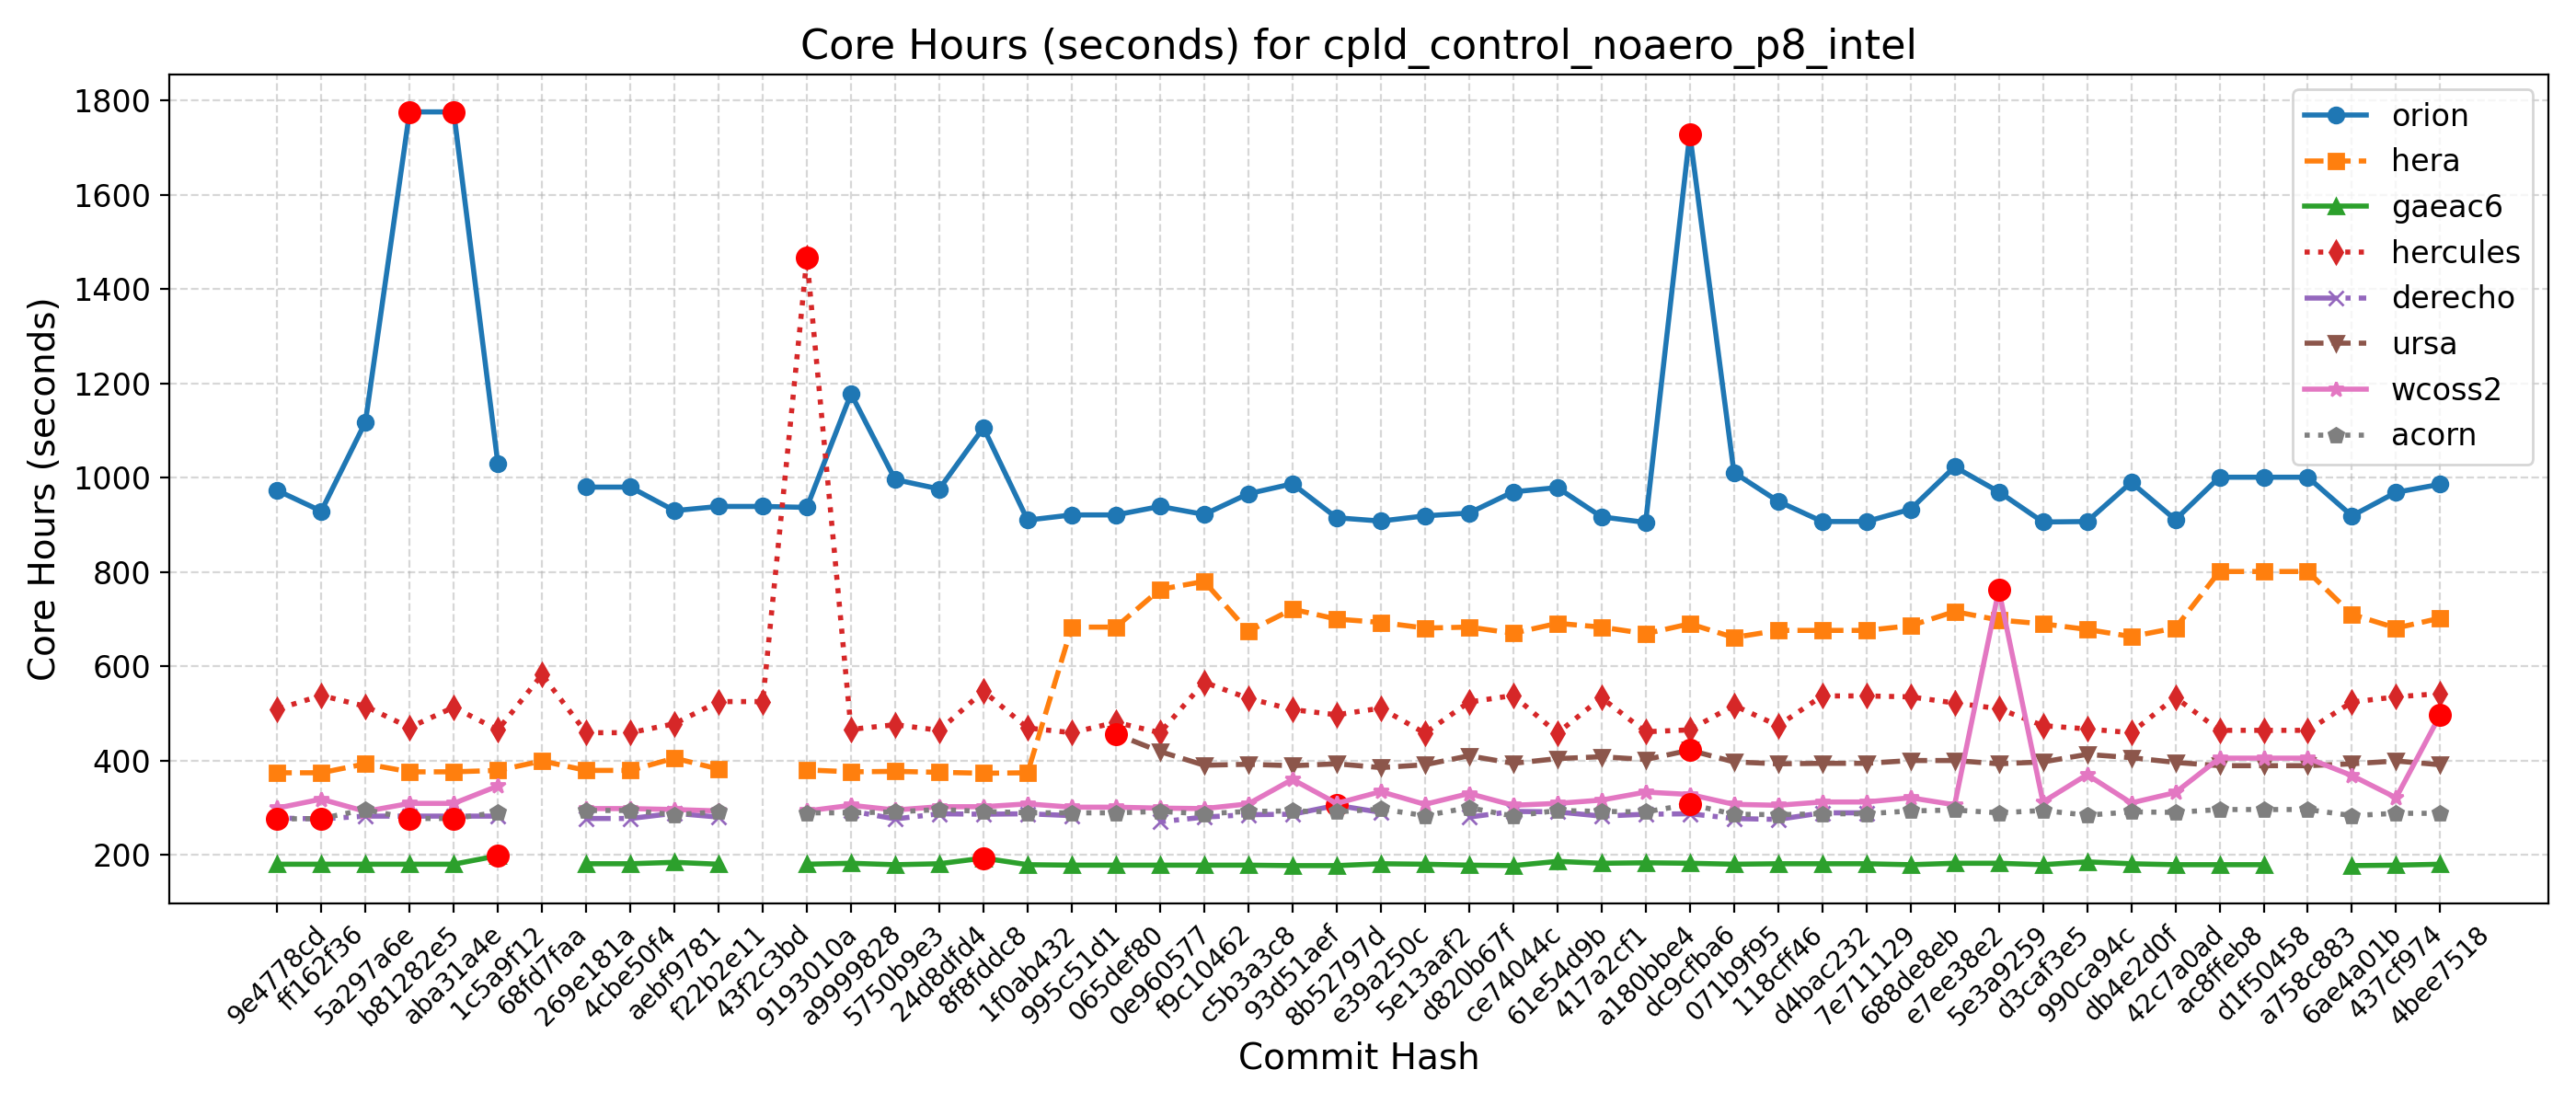 Core Hours (seconds) for cpld_control_noaero_p8_intel
Core Hours (seconds)
1800
1600
1400
1200
1000
800
600
400
200
orion
hera
gaeac6
hercules
derecho
ursa
wcoss2
acorn
9e4778cd
ff162f36
5a297a6e
b81282e5
aba31a4e
1c5a9f12
68fd7faa
269e181a
4cbe50f4
aebf9781
f22b2e11
43f2c3bd
9193010a
a9999828
5750b9e3
24d8dfd4
8f8fddc8
1f0ab432
995c51d1
065def80
0e960577
f9c10462
c5b3a3c8
93d51aef
8b52797d
e39a250c
5e13aaf2
d820b67f
ce74044c
61e54d9b
417a2cf1
a180bbe4
dc9cfba6
071b9f95
118cff46
d4bac232
7e711129
688de8eb
e7ee38e2
5e3a9259
d3caf3e5
990ca94c
db4e2d0f
42c7a0ad
ac8ffeb8
d1f50458
a758c883
6ae4a01b
437cf974
4bee7518
Commit Hash